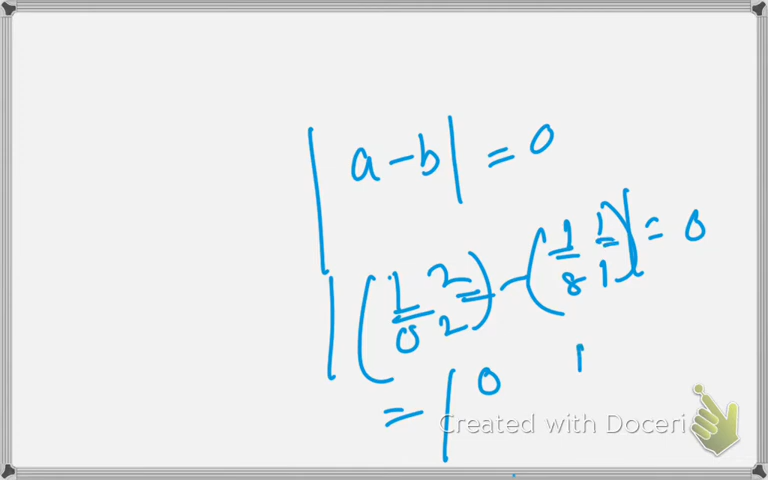 |a-b| = 0
|(1 2 0 2) - (1 1 8 1)| = 0
= |0 1
Created with Doceri